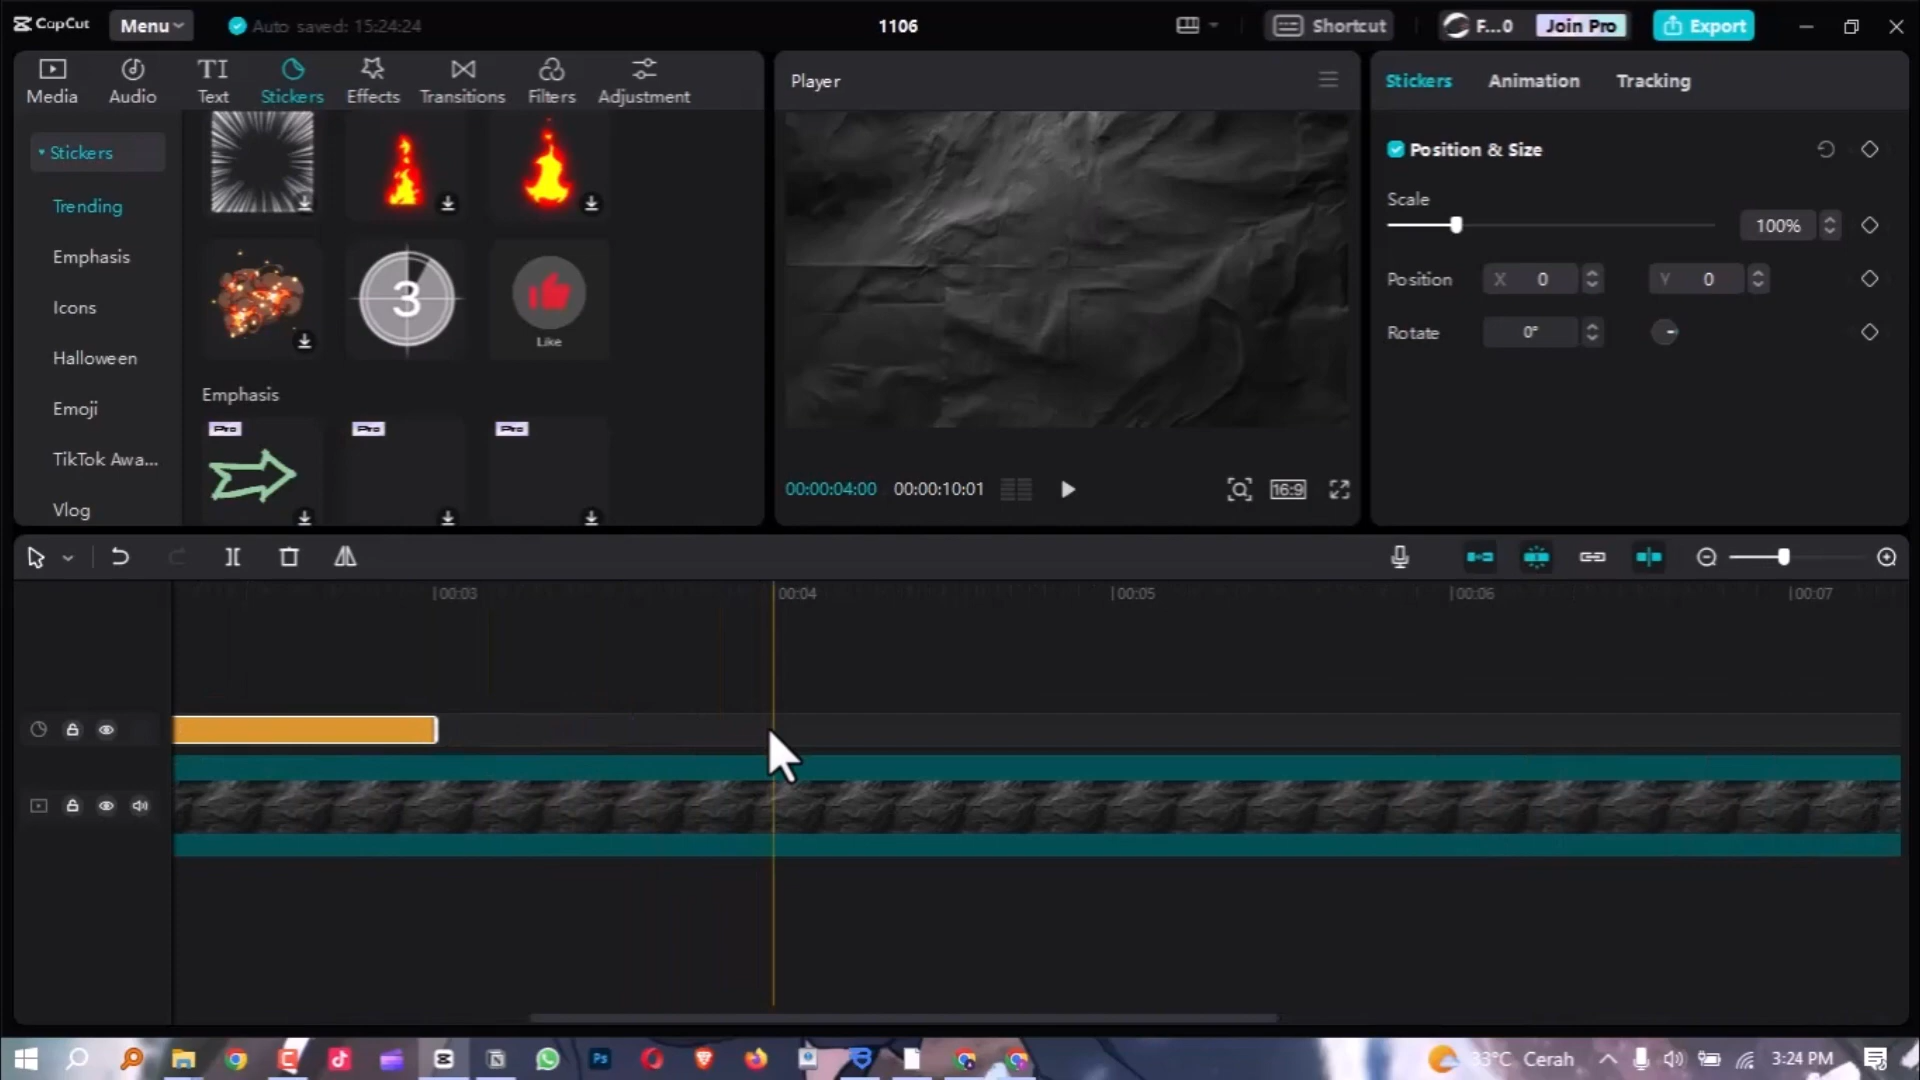 CapCut
Menu
Auto saved: 15:24:24
1106
Shortcut
F...0
Join Pro
Export
Media
Audio
TI
Text
Stickers
Effects
Transitions
Filters
Adjustment
Stickers
Trending
Emphasis
Icons
Halloween
Emoji
TikTok Awa...
Vlog
3
Like
Emphasis
Pro
Pro
Pro
Player
00:00:04:00
00:00:10:01
16:9
Stickers
Animation
Tracking
Position & Size
Scale
100%
Position
X 0
Y 0
Rotate
0°
00:03
00:04
00:05
00:06
00:07
Ps
33°C Cerah
3:24 PM